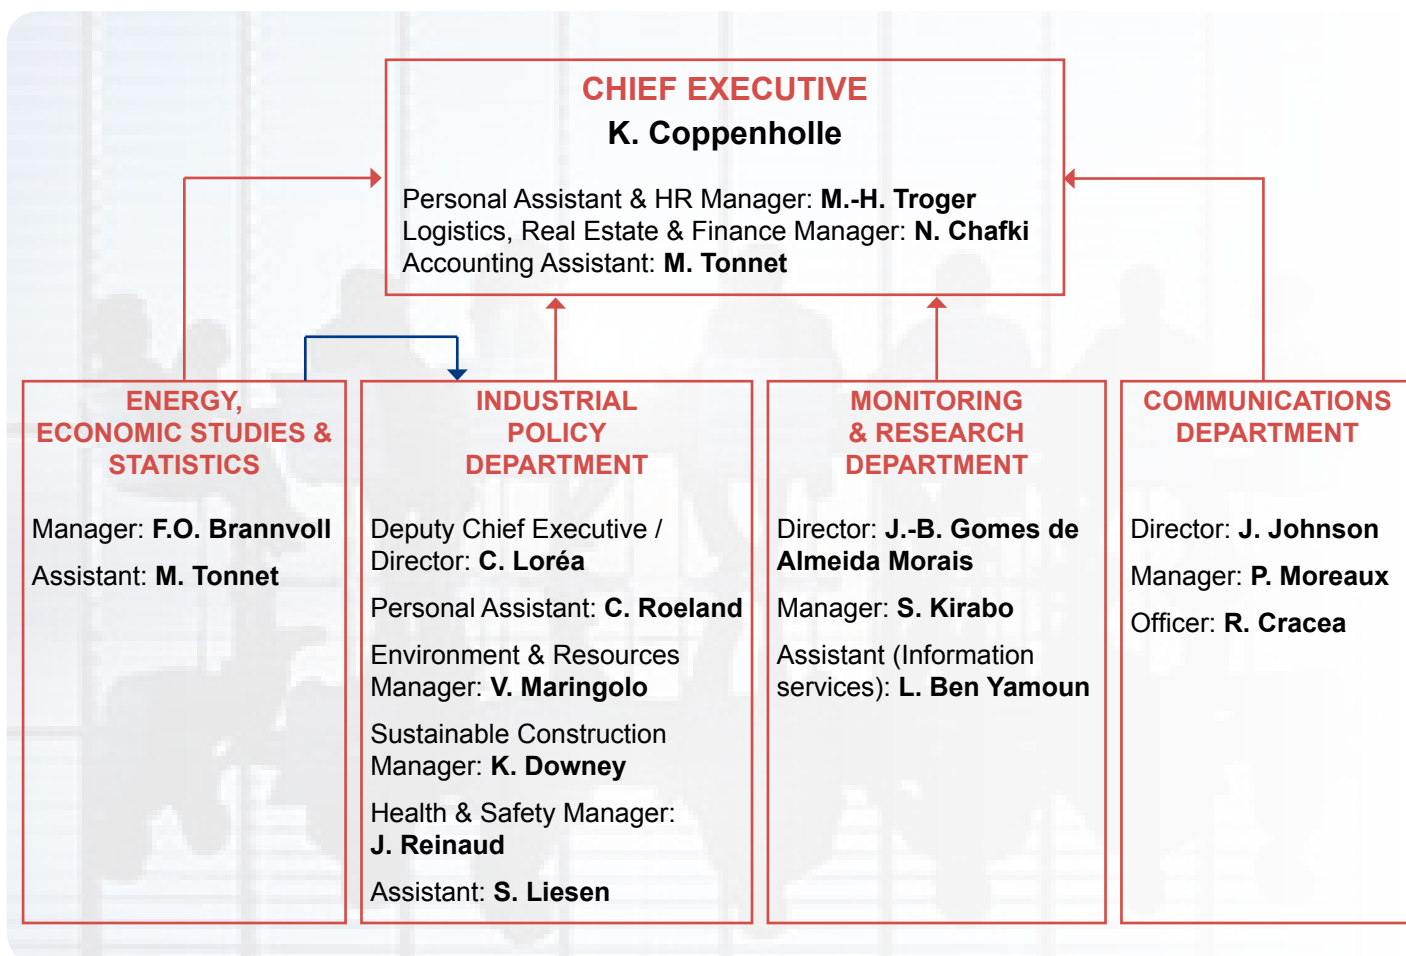 CHIEF EXECUTIVE
K. Coppenholle
Personal Assistant & HR Manager: M.-H. Troger
Logistics, Real Estate & Finance Manager: N. Chafki
Accounting Assistant: M. Tonnet
ENERGY,
ECONOMIC STUDIES &
STATISTICS
Manager: F.O. Brannvoll
Assistant: M. Tonnet
INDUSTRIAL
POLICY
DEPARTMENT
Deputy Chief Executive /
Director: C. Loréa
Personal Assistant: C. Roeland
Environment & Resources
Manager: V. Maringolo
Sustainable Construction
Manager: K. Downey
Health & Safety Manager:
J. Reinaud
Assistant: S. Liesen
MONITORING
& RESEARCH
DEPARTMENT
Director: J.-B. Gomes de
Almeida Morais
Manager: S. Kirabo
Assistant (Information
services): L. Ben Yamoun
COMMUNICATIONS
DEPARTMENT
Director: J. Johnson
Manager: P. Moreaux
Officer: R. Cracea